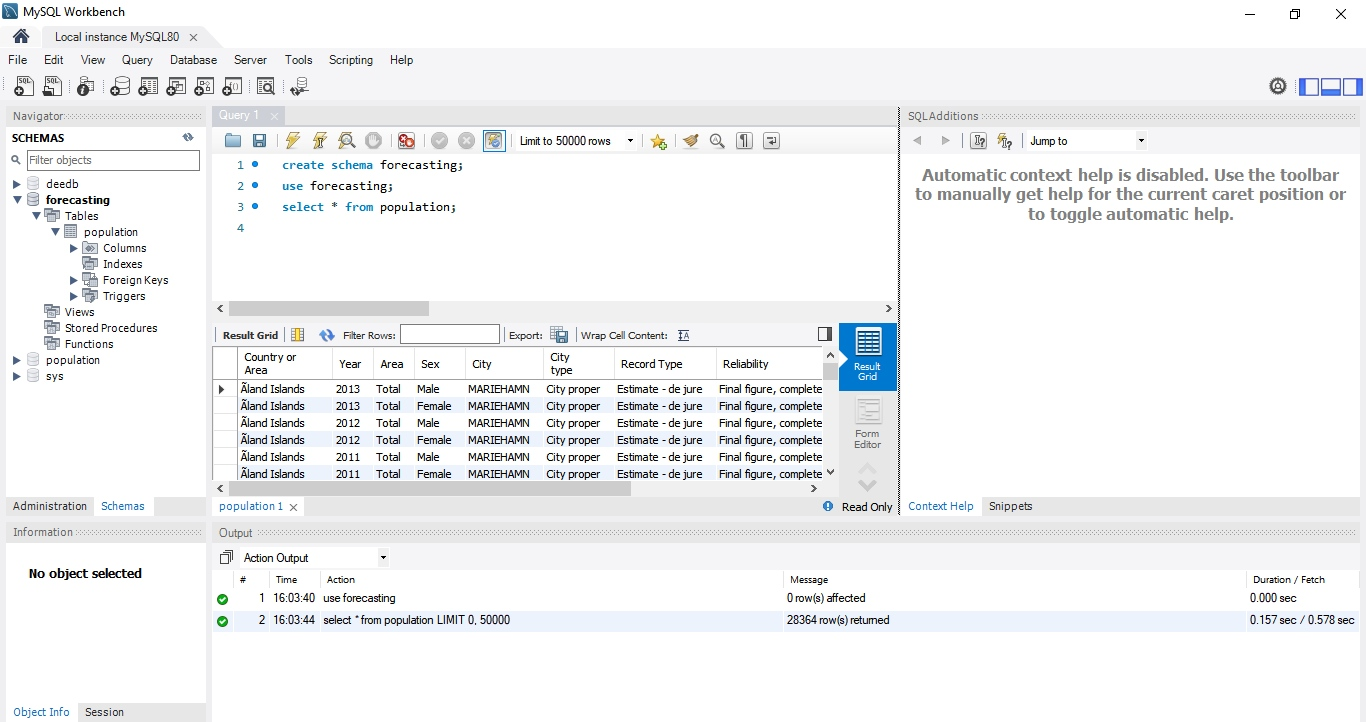 MySQL Workbench
Local instance MySQL80
File Edit View Query Database Server Tools Scripting Help
Navigator
SCHEMAS
Filter objects
deedb
forecasting
Tables
population
Columns
Indexes
Foreign Keys
Triggers
Views
Stored Procedures
Functions
population
sys
Administration Schemas
Information
No object selected
Object Info Session
Query 1
Limit to 50000 rows
1 create schema forecasting;
2 use forecasting;
3 select * from population;
4
Result Grid Filter Rows: Export: Wrap Cell Content:
Country or Area Year Area Sex City City type Record Type Reliability
Ãland Islands 2013 Total Male MARIEHAMN City proper Estimate - de jure Final figure, complete
Ãland Islands 2013 Total Female MARIEHAMN City proper Estimate - de jure Final figure, complete
Ãland Islands 2012 Total Male MARIEHAMN City proper Estimate - de jure Final figure, complete
Ãland Islands 2012 Total Female MARIEHAMN City proper Estimate - de jure Final figure, complete
Ãland Islands 2011 Total Male MARIEHAMN City proper Estimate - de jure Final figure, complete
Ãland Islands 2011 Total Female MARIEHAMN City proper Estimate - de jure Final figure, complete
Result
Grid
Form
Editor
population 1
Read Only
SQLAdditions
Jump to
Automatic context help is disabled. Use the toolbar
to manually get help for the current caret position or
to toggle automatic help.
Context Help Snippets
Output
Action Output
# Time Action Message Duration / Fetch
1 16:03:40 use forecasting 0 row(s) affected 0.000 sec
2 16:03:44 select * from population LIMIT 0, 50000 28364 row(s) returned 0.157 sec / 0.578 sec